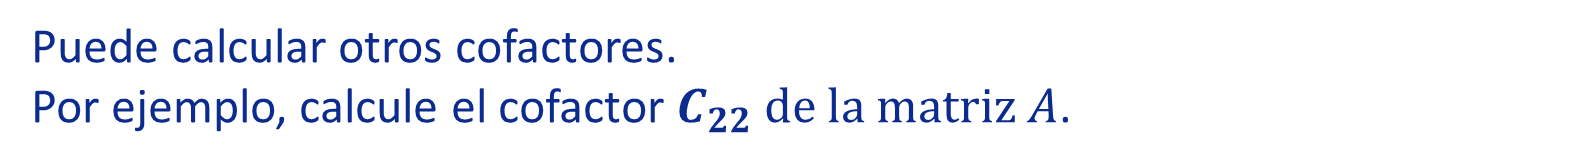 Puede calcular otros cofactores.
Por ejemplo, calcule el cofactor C₂₂ de la matriz A.